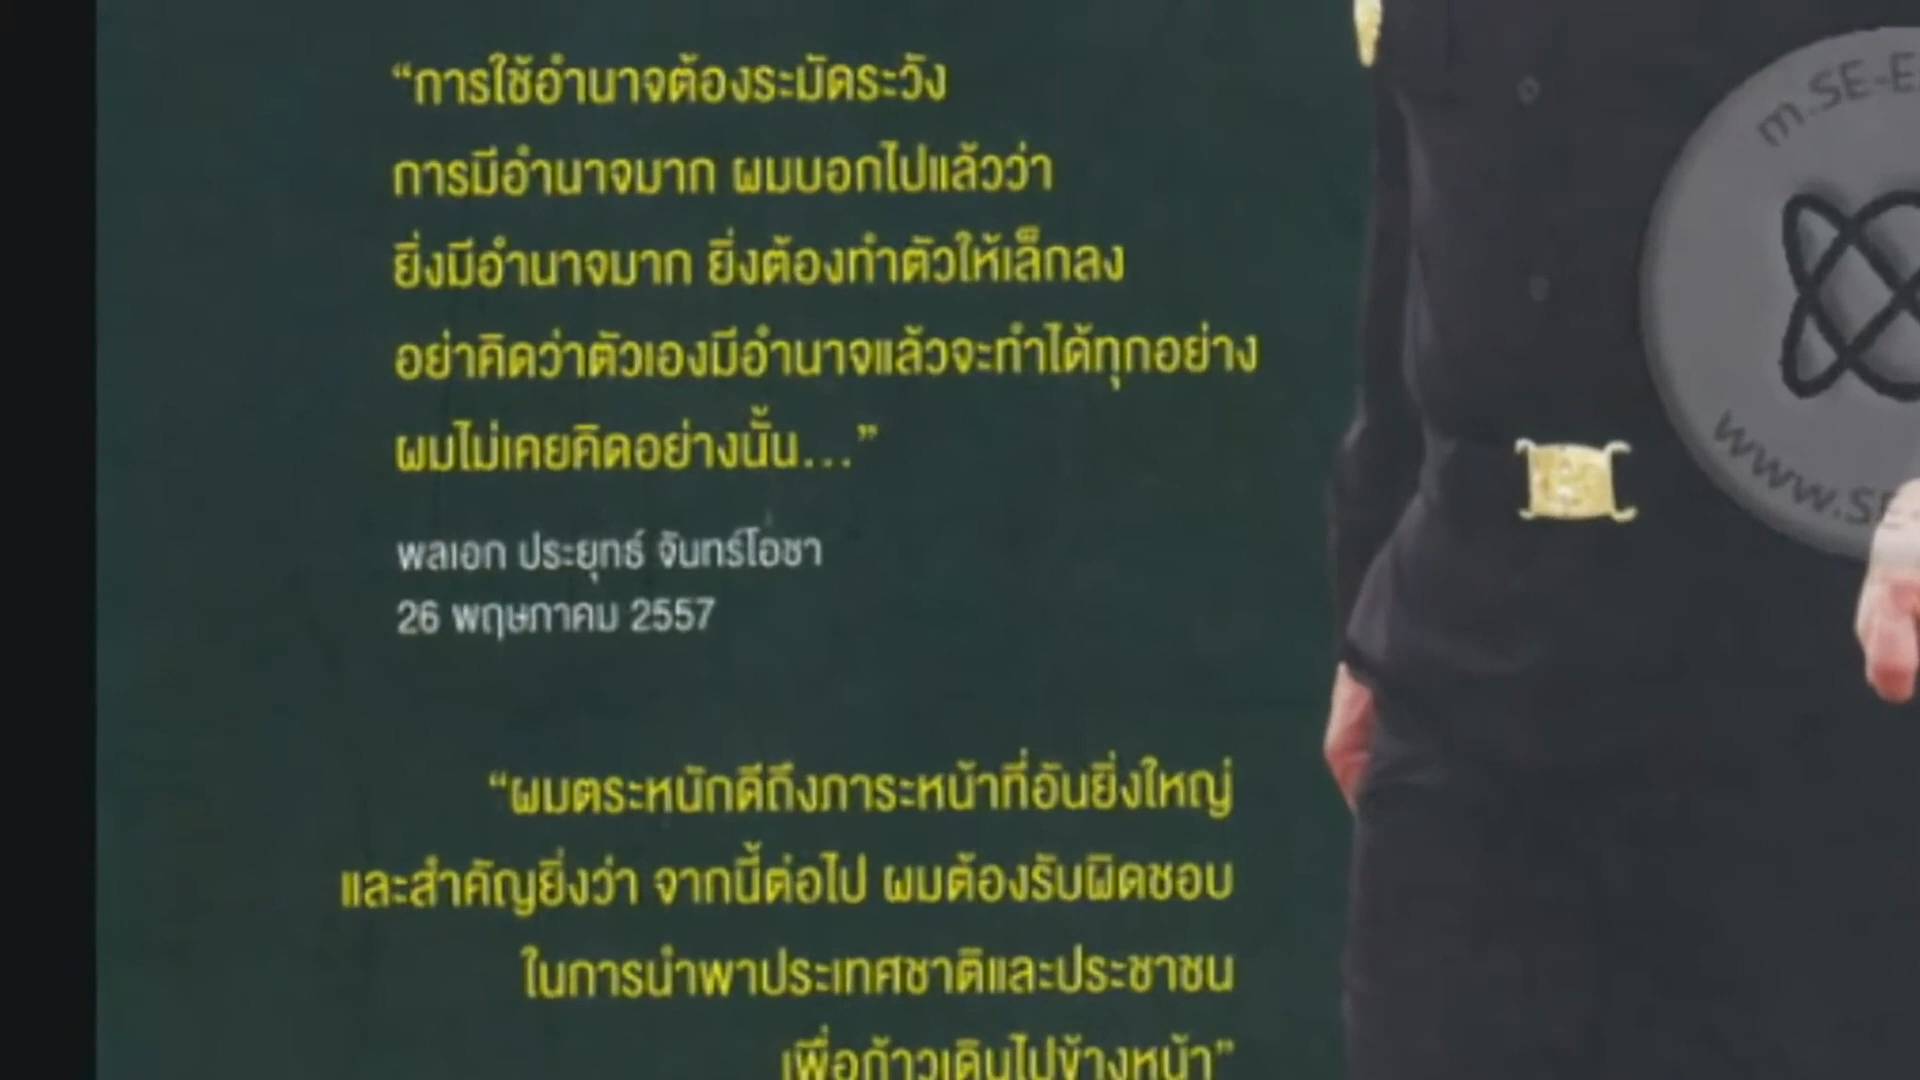 “การใช้อำนาจต้องระมัดระวัง
การมีอำนาจมาก ผมบอกไปแล้วว่า
ยิ่งมีอำนาจมาก ยิ่งต้องทำตัวให้เล็กลง
อย่าคิดว่าตัวเองมีอำนาจแล้วจะทำได้ทุกอย่าง
ผมไม่เคยคิดอย่างนั้น...”
พลเอก ประยุทธ์ จันทร์โอชา
26 พฤษภาคม 2557
“ผมตระหนักดีถึงภาระหน้าที่อันยิ่งใหญ่
และสำคัญยิ่งว่า จากนี้ต่อไป ผมต้องรับผิดชอบ
ในการนำพาประเทศชาติและประชาชน
เพื่อก้าวเดินไปข้างหน้า”
m.SE-E
www.SE-